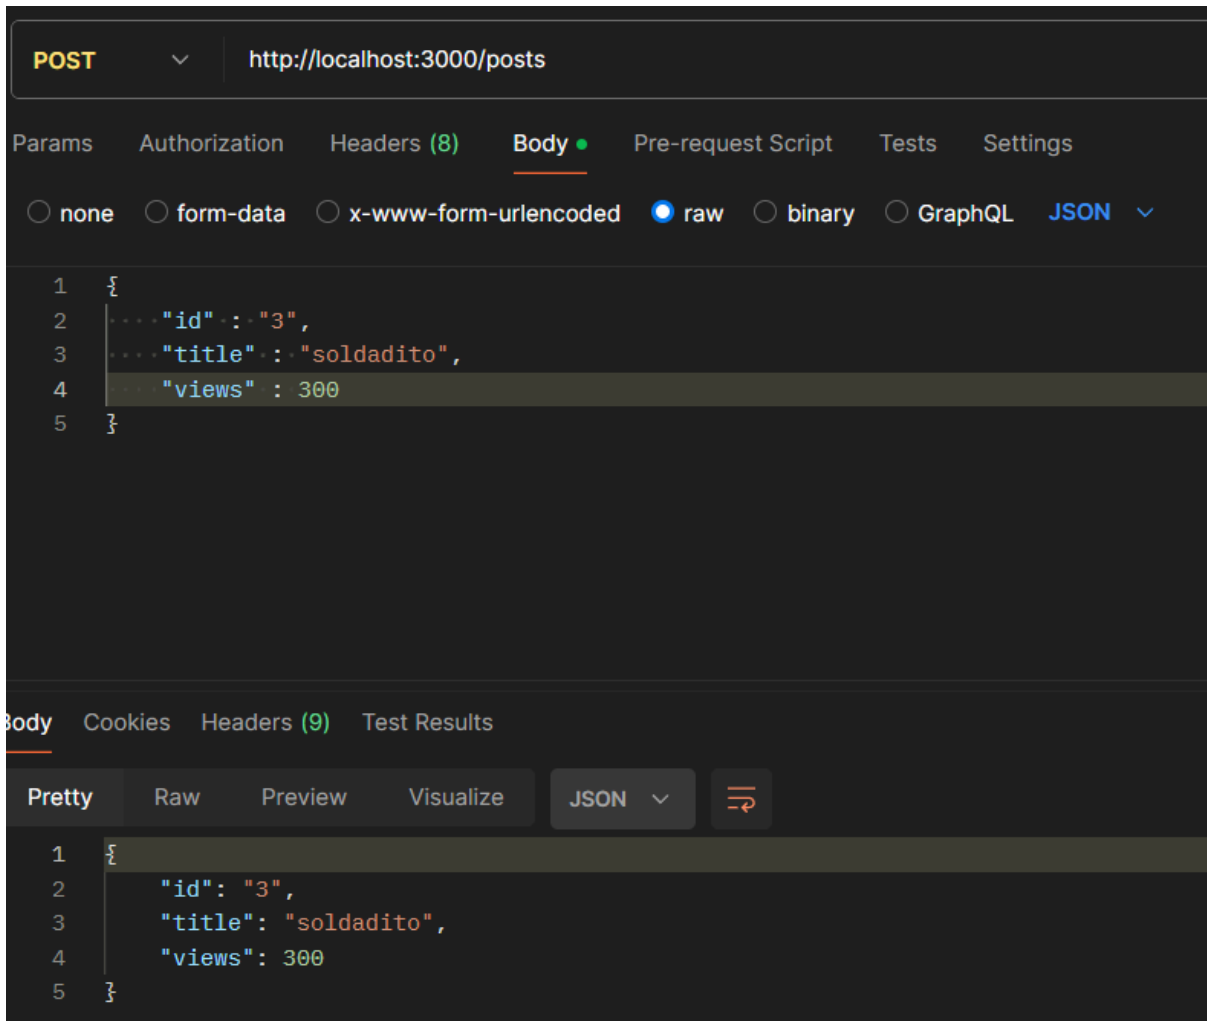 POST http://localhost:3000/posts
Params Authorization Headers (8) Body Pre-request Script Tests Settings
none form-data x-www-form-urlencoded raw binary GraphQL JSON
1 {
2 "id" : "3",
3 "title" : "soldadito",
4 "views" : 300
5 }
Body Cookies Headers (9) Test Results
Pretty Raw Preview Visualize JSON
1 {
2 "id": "3",
3 "title": "soldadito",
4 "views": 300
5 }